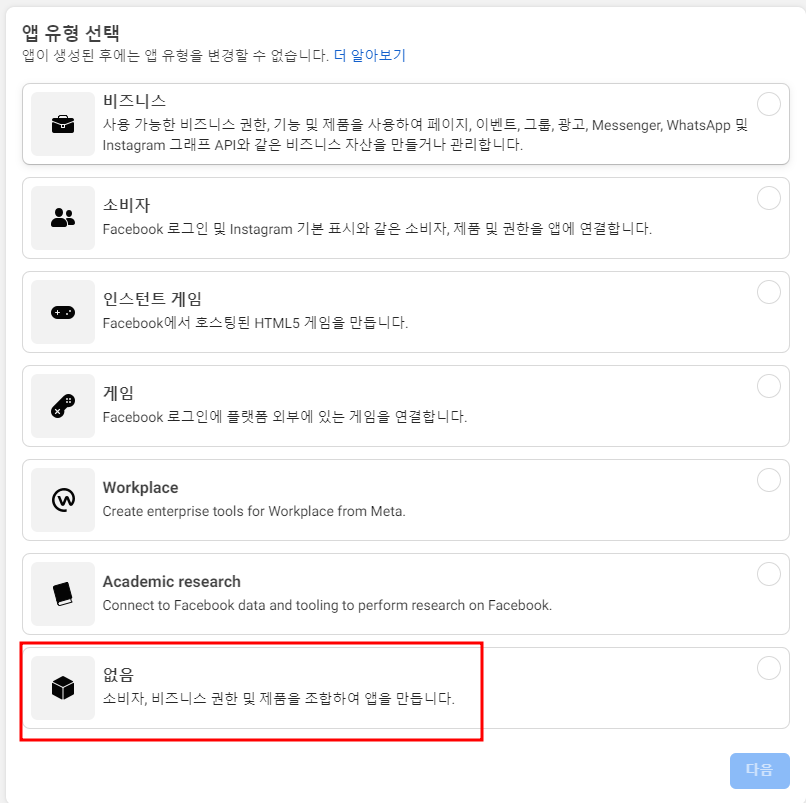 앱 유형 선택
앱이 생성된 후에는 앱 유형을 변경할 수 없습니다. 더 알아보기
비즈니스
사용 가능한 비즈니스 권한, 기능 및 제품을 사용하여 페이지, 이벤트, 그룹, 광고, Messenger, WhatsApp 및
Instagram 그래프 API와 같은 비즈니스 자산을 만들거나 관리합니다.
소비자
Facebook 로그인 및 Instagram 기본 표시와 같은 소비자, 제품 및 권한을 앱에 연결합니다.
인스턴트 게임
Facebook에서 호스팅된 HTML5 게임을 만듭니다.
게임
Facebook 로그인에 플랫폼 외부에 있는 게임을 연결합니다.
Workplace
Create enterprise tools for Workplace from Meta.
Academic research
Connect to Facebook data and tooling to perform research on Facebook.
없음
소비자, 비즈니스 권한 및 제품을 조합하여 앱을 만듭니다.
다음